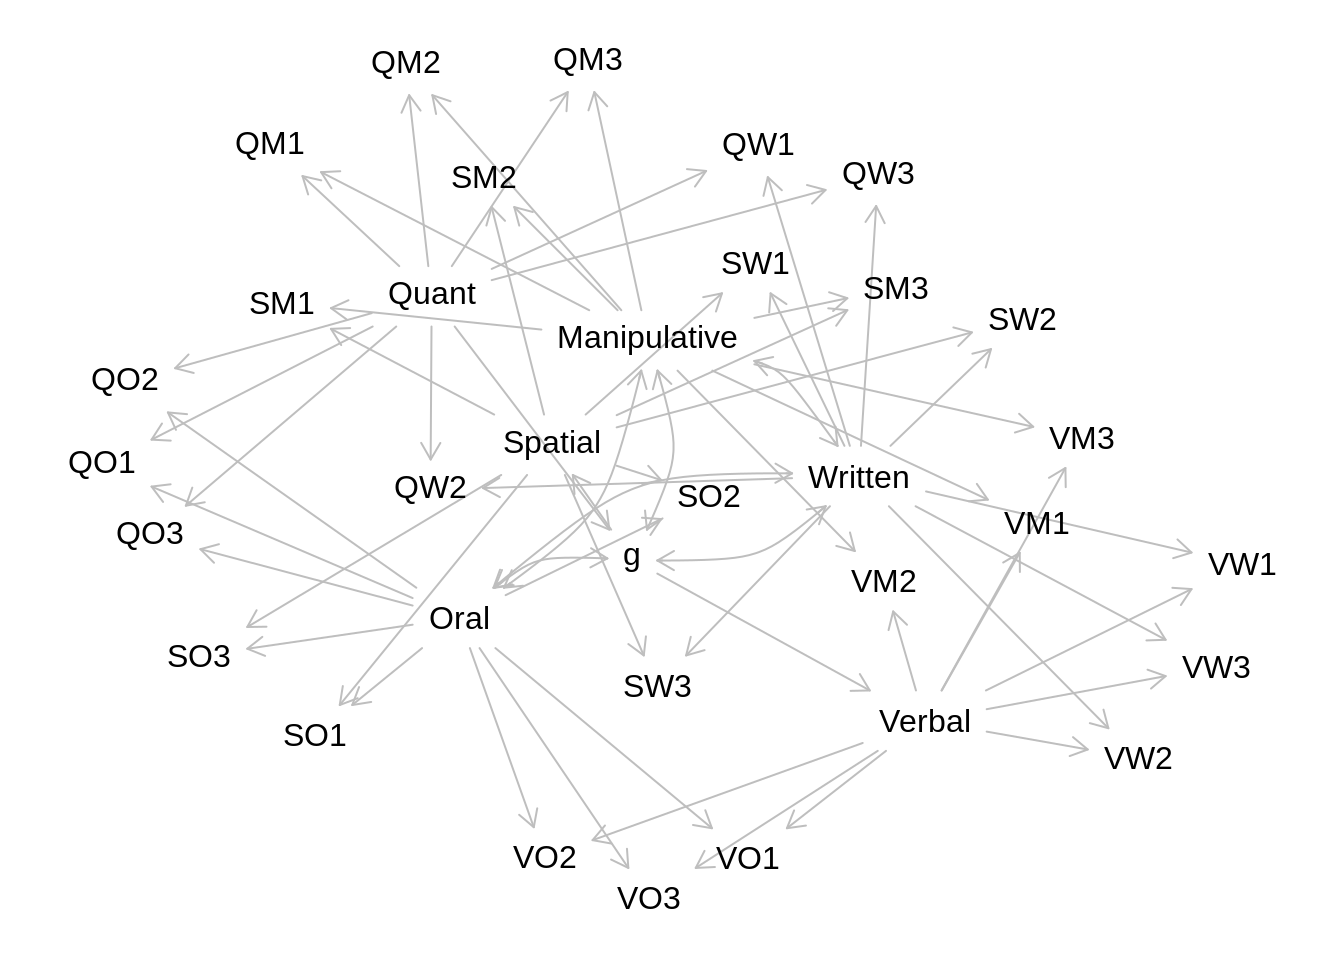 QM2
QM3
QM1
QW1
SM2
QW3
SW1
SM3
Quant
SM1
SW2
Manipulative
QO2
VM3
Spatial
QO1
Written
QW2
SO2
VM1
QO3
g
VW1
VM2
Oral
SO3
VW3
SW3
Verbal
SO1
VW2
VO2
VO1
VO3